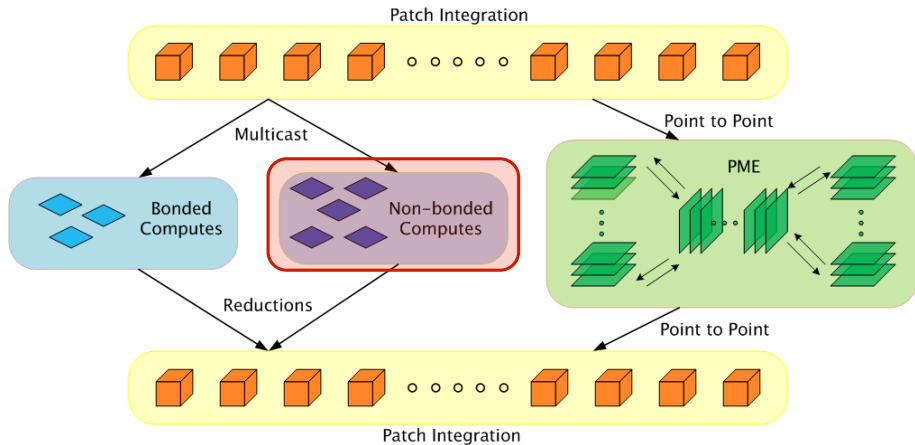 Patch Integration
Multicast
Point to Point
PME
Bonded
Computes
Non-bonded
Computes
Reductions
Point to Point
Patch Integration